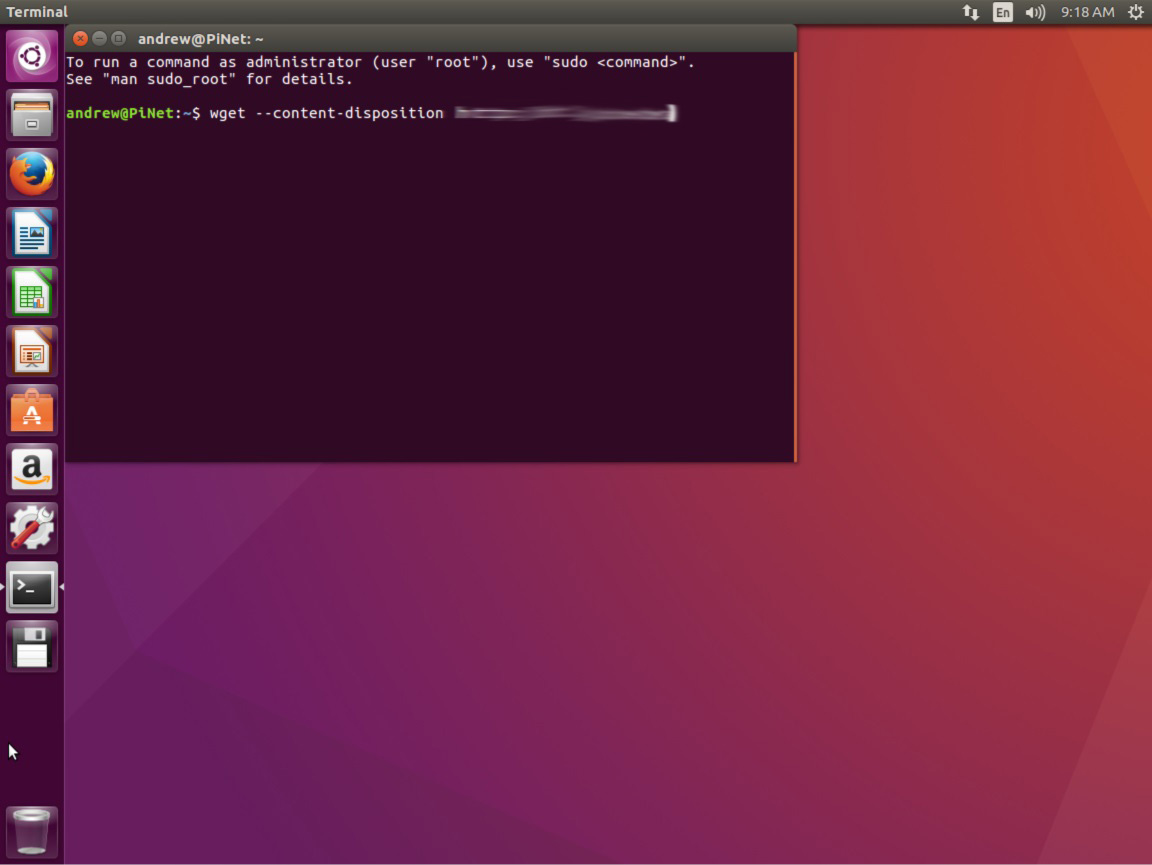 Terminal
En
9:18 AM
andrew@PiNet: ~
To run a command as administrator (user "root"), use "sudo <command>".
See "man sudo_root" for details.
andrew@PiNet:~$ wget --content-disposition
A
a
>_